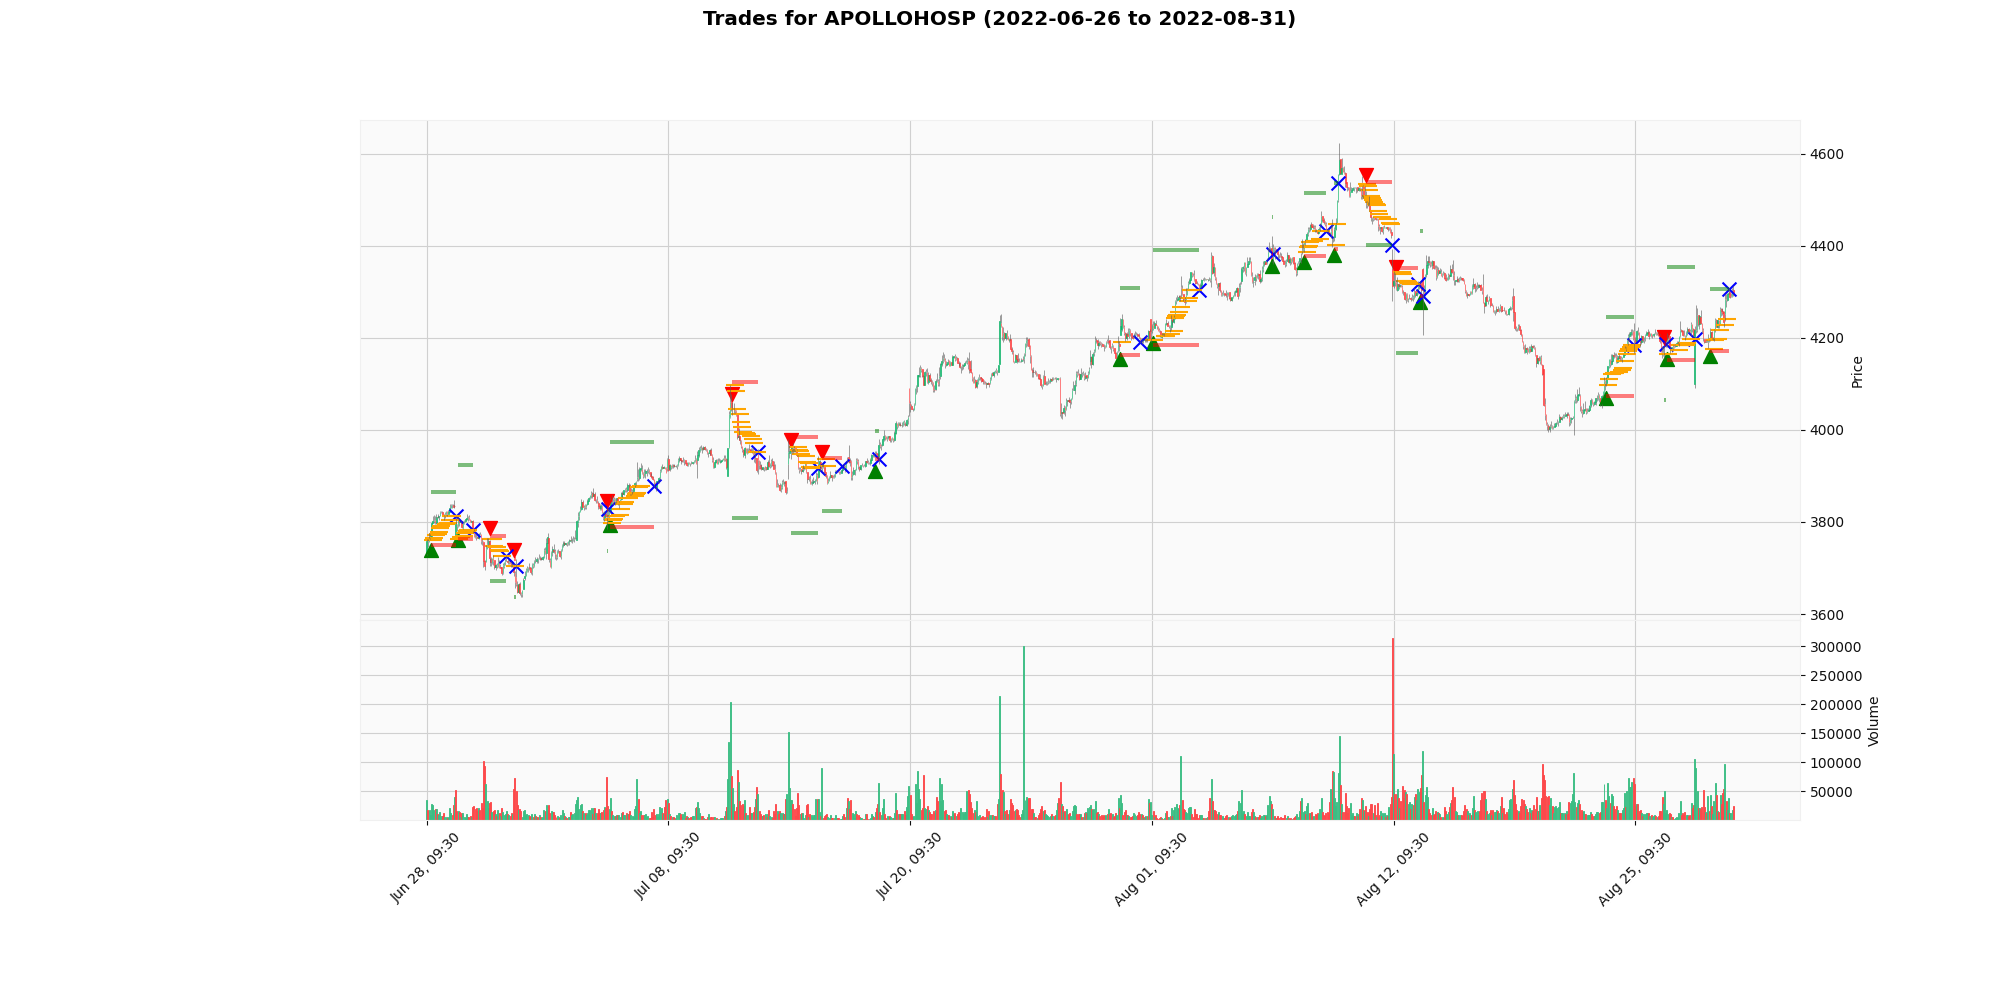 Trades for APOLLOHOSP (2022-06-26 to 2022-08-31)
4600
4400
4200
4000
3800
3600
Price
300000
250000
200000
150000
100000
50000
Volume
Jun 28, 09:30
Jul 08, 09:30
Jul 20, 09:30
Aug 01, 09:30
Aug 12, 09:30
Aug 25, 09:30